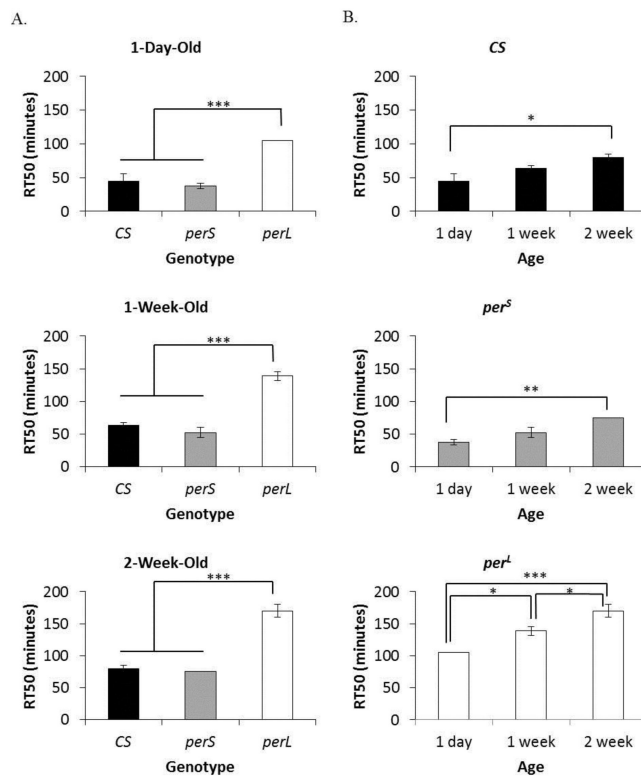 A.
1-Day-Old
RT50 (minutes)
200
150
100
50
0
***
CS perS perL
Genotype
1-Week-Old
RT50 (minutes)
200
150
100
50
0
***
CS perS perL
Genotype
2-Week-Old
RT50 (minutes)
200
150
100
50
0
***
CS perS perL
Genotype
B.
CS
RT50 (minutes)
200
150
100
50
0
*
1 day 1 week 2 week
Age
perS
RT50 (minutes)
200
150
100
50
0
**
1 day 1 week 2 week
Age
perL
RT50 (minutes)
200
150
100
50
0
***
* *
1 day 1 week 2 week
Age